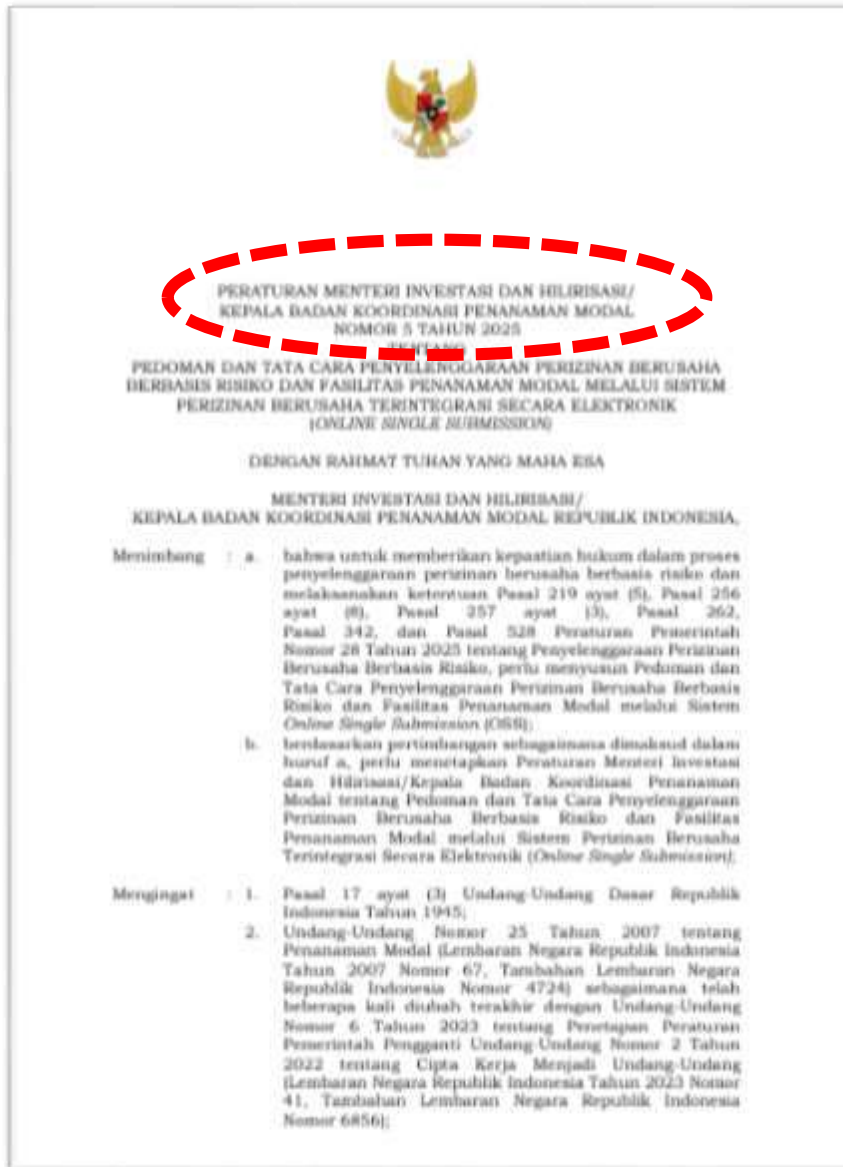 PERATURAN MENTERI INVESTASI DAN HILIRISASI/
KEPALA BADAN KOORDINASI PENANAMAN MODAL
NOMOR 5 TAHUN 2025
TENTANG
PEDOMAN DAN TATA CARA PENYELENGGARAAN PERIZINAN BERUSAHA
BERBASIS RISIKO DAN FASILITAS PENANAMAN MODAL MELALUI SISTEM
PERIZINAN BERUSAHA TERINTEGRASI SECARA ELEKTRONIK
(ONLINE SINGLE SUBMISSION)
DENGAN RAHMAT TUHAN YANG MAHA ESA
MENTERI INVESTASI DAN HILIRISASI/
KEPALA BADAN KOORDINASI PENANAMAN MODAL REPUBLIK INDONESIA,
Menimbang : a. bahwa untuk memberikan kepastian hukum dalam proses
penyelenggaraan perizinan berusaha berbasis risiko dan
melaksanakan ketentuan Pasal 219 ayat (5), Pasal 256
ayat (8), Pasal 257 ayat (3), Pasal 262,
Pasal 342, dan Pasal 528 Peraturan Pemerintah
Nomor 28 Tahun 2025 tentang Penyelenggaraan Perizinan
Berusaha Berbasis Risiko, perlu menyusun Pedoman dan
Tata Cara Penyelenggaraan Perizinan Berusaha Berbasis
Risiko dan Fasilitas Penanaman Modal melalui Sistem
Online Single Submission (OSS);
b. berdasarkan pertimbangan sebagaimana dimaksud dalam
huruf a, perlu menetapkan Peraturan Menteri Investasi
dan Hilirisasi/Kepala Badan Koordinasi Penanaman
Modal tentang Pedoman dan Tata Cara Penyelenggaraan
Perizinan Berusaha Berbasis Risiko dan Fasilitas
Penanaman Modal melalui Sistem Perizinan Berusaha
Terintegrasi Secara Elektronik (Online Single Submission);
Mengingat : 1. Pasal 17 ayat (3) Undang-Undang Dasar Republik
Indonesia Tahun 1945;
2. Undang-Undang Nomor 25 Tahun 2007 tentang
Penanaman Modal (Lembaran Negara Republik Indonesia
Tahun 2007 Nomor 67, Tambahan Lembaran Negara
Republik Indonesia Nomor 4724) sebagaimana telah
beberapa kali diubah terakhir dengan Undang-Undang
Nomor 6 Tahun 2023 tentang Penetapan Peraturan
Pemerintah Pengganti Undang-Undang Nomor 2 Tahun
2022 tentang Cipta Kerja Menjadi Undang-Undang
(Lembaran Negara Republik Indonesia Tahun 2023 Nomor
41, Tambahan Lembaran Negara Republik Indonesia
Nomor 6856);